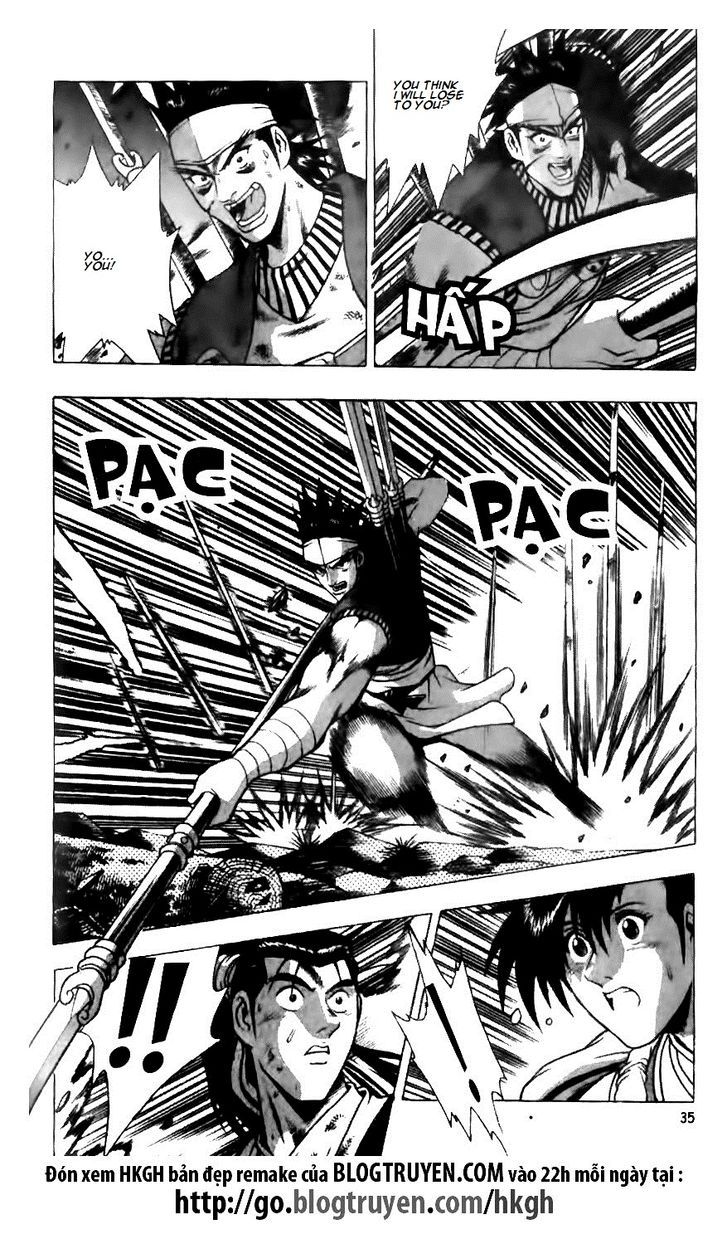 YO...
YOU!
YOU THINK
I WILL LOSE
TO YOU?
HẤP
PẠC
PẠC
!!
!
35
Đón xem HKGH bản đẹp remake của BLOGTRUYEN.COM vào 22h mỗi ngày tại :
http://go.blogtruyen.com/hkgh